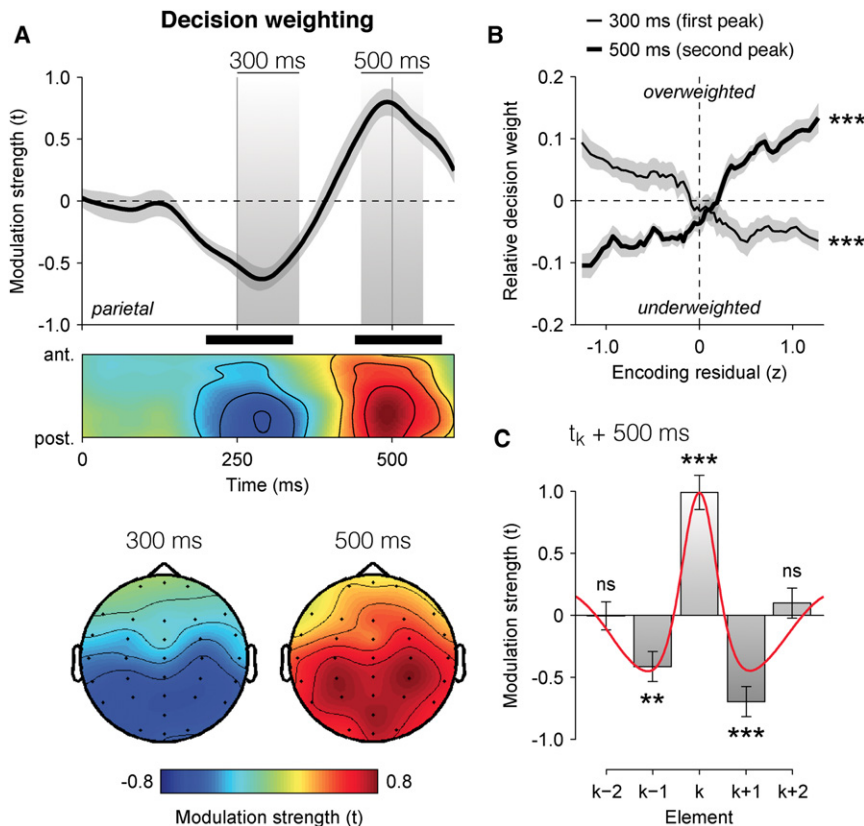 Decision weighting
A
300 ms
500 ms
1.0
0.5
0
-0.5
-1.0
Modulation strength (t)
parietal
ant.
post.
0
250
500
Time (ms)
300 ms
500 ms
-0.8
0.8
Modulation strength (t)
B
300 ms (first peak)
500 ms (second peak)
0.2
0.1
0
-0.1
-0.2
Relative decision weight
overweighted
***
***
underweighted
-1.0
0
1.0
Encoding residual (z)
C
tk + 500 ms
1.0
0.5
0
-0.5
-1.0
Modulation strength (t)
ns
**
***
***
ns
k−2
k−1
k
k+1
k+2
Element